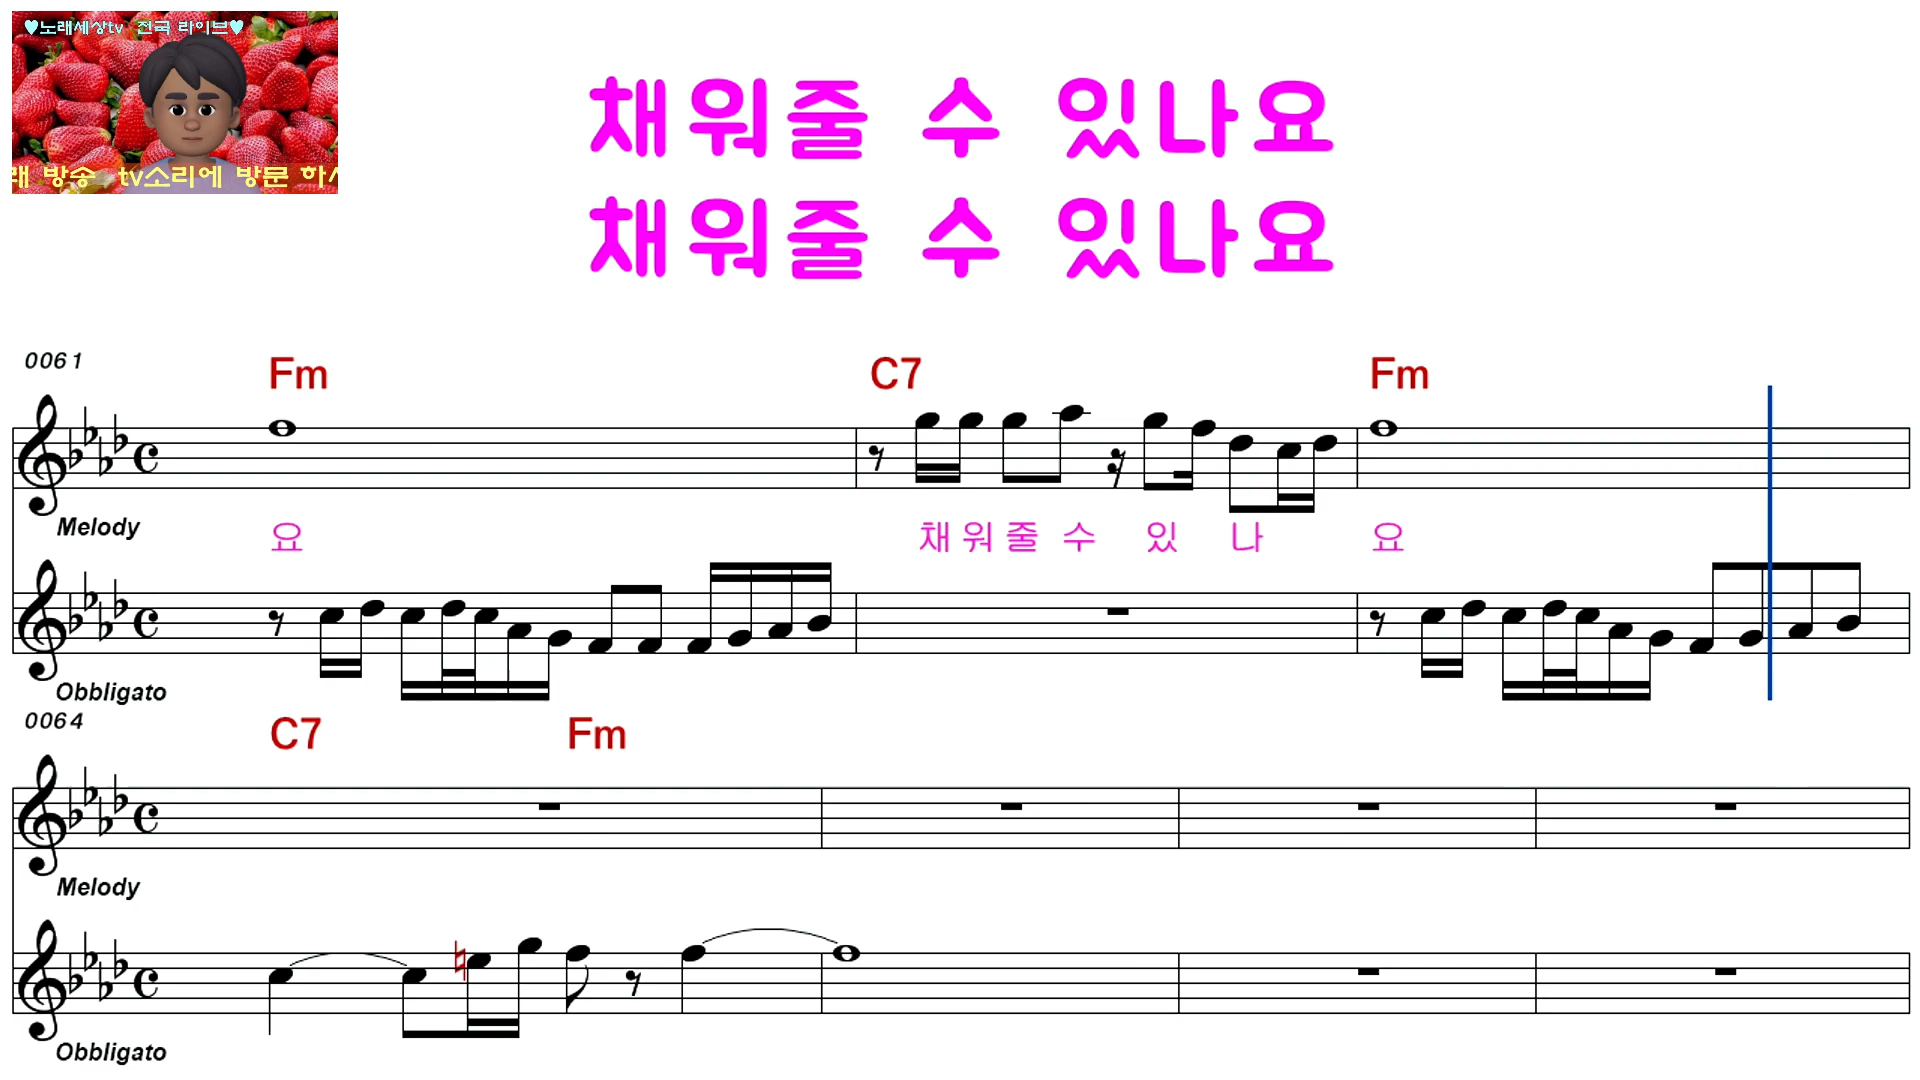 ♥노래세상tv 전국 라이브♥
래 방송 tv소리에 방문 하시
채워줄 수 있나요
채워줄 수 있나요
0061
Fm C7 Fm
Melody
요 채 워 줄 수 있 나 요
Obbligato
0064
C7 Fm
Melody
Obbligato